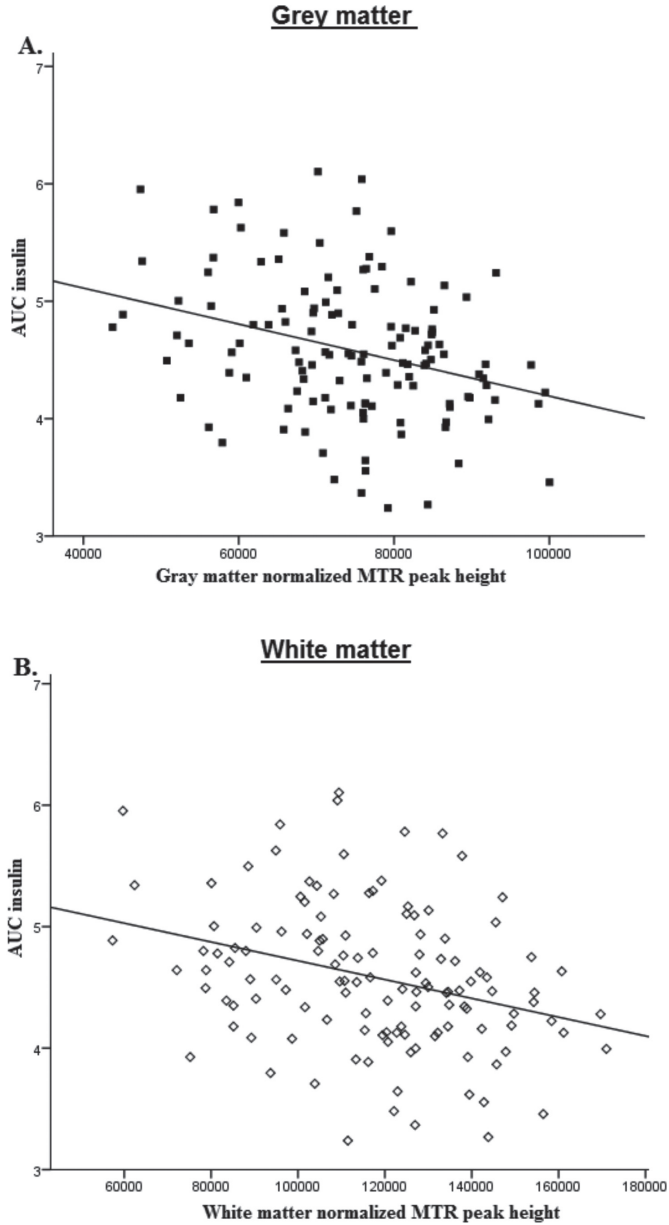 Grey matter
A.
7
6
5
4
3
AUC insulin
40000 60000 80000 100000
Gray matter normalized MTR peak height
White matter
B.
7
6
5
4
3
AUC insulin
60000 80000 100000 120000 140000 160000 180000
White matter normalized MTR peak height